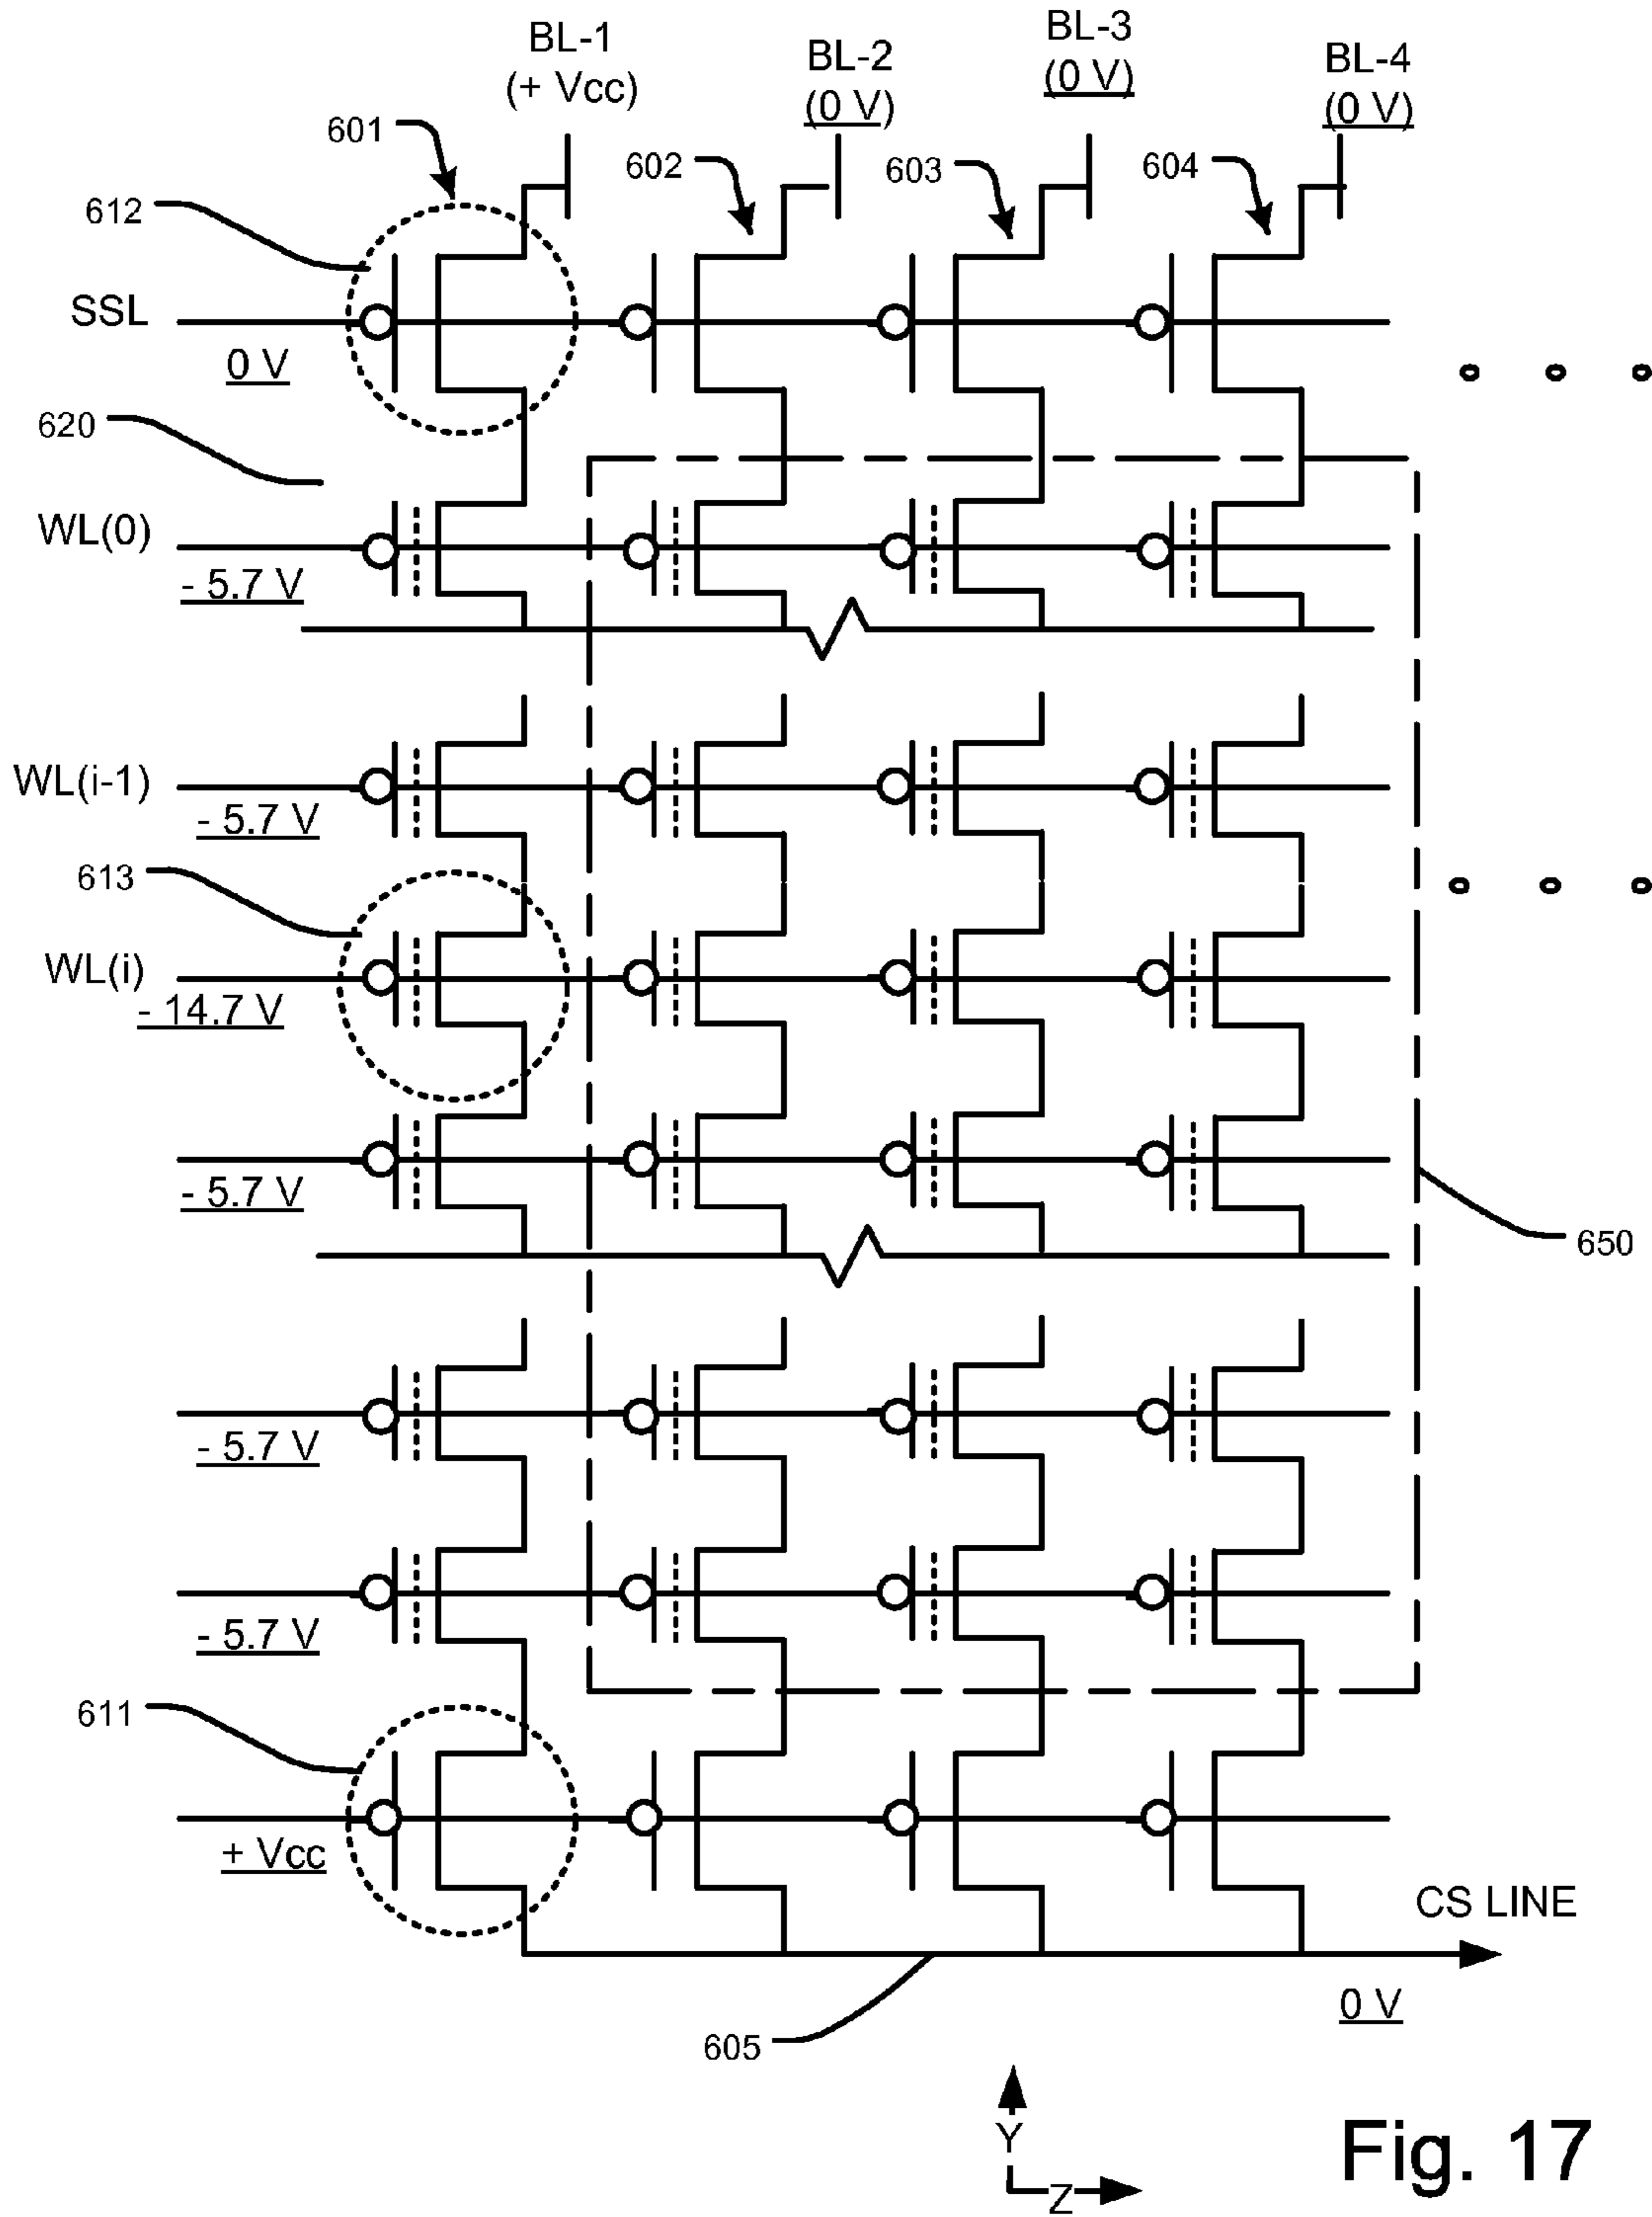 BL-1
(+ Vcc)
BL-2
(0 V)
BL-3
(0 V)
BL-4
(0 V)
601
602
603
604
612
SSL
0 V
620
WL(0)
- 5.7 V
WL(i-1)
- 5.7 V
613
WL(i)
- 14.7 V
- 5.7 V
650
- 5.7 V
- 5.7 V
611
+ Vcc
CS LINE
0 V
605
Y
Z
Fig. 17